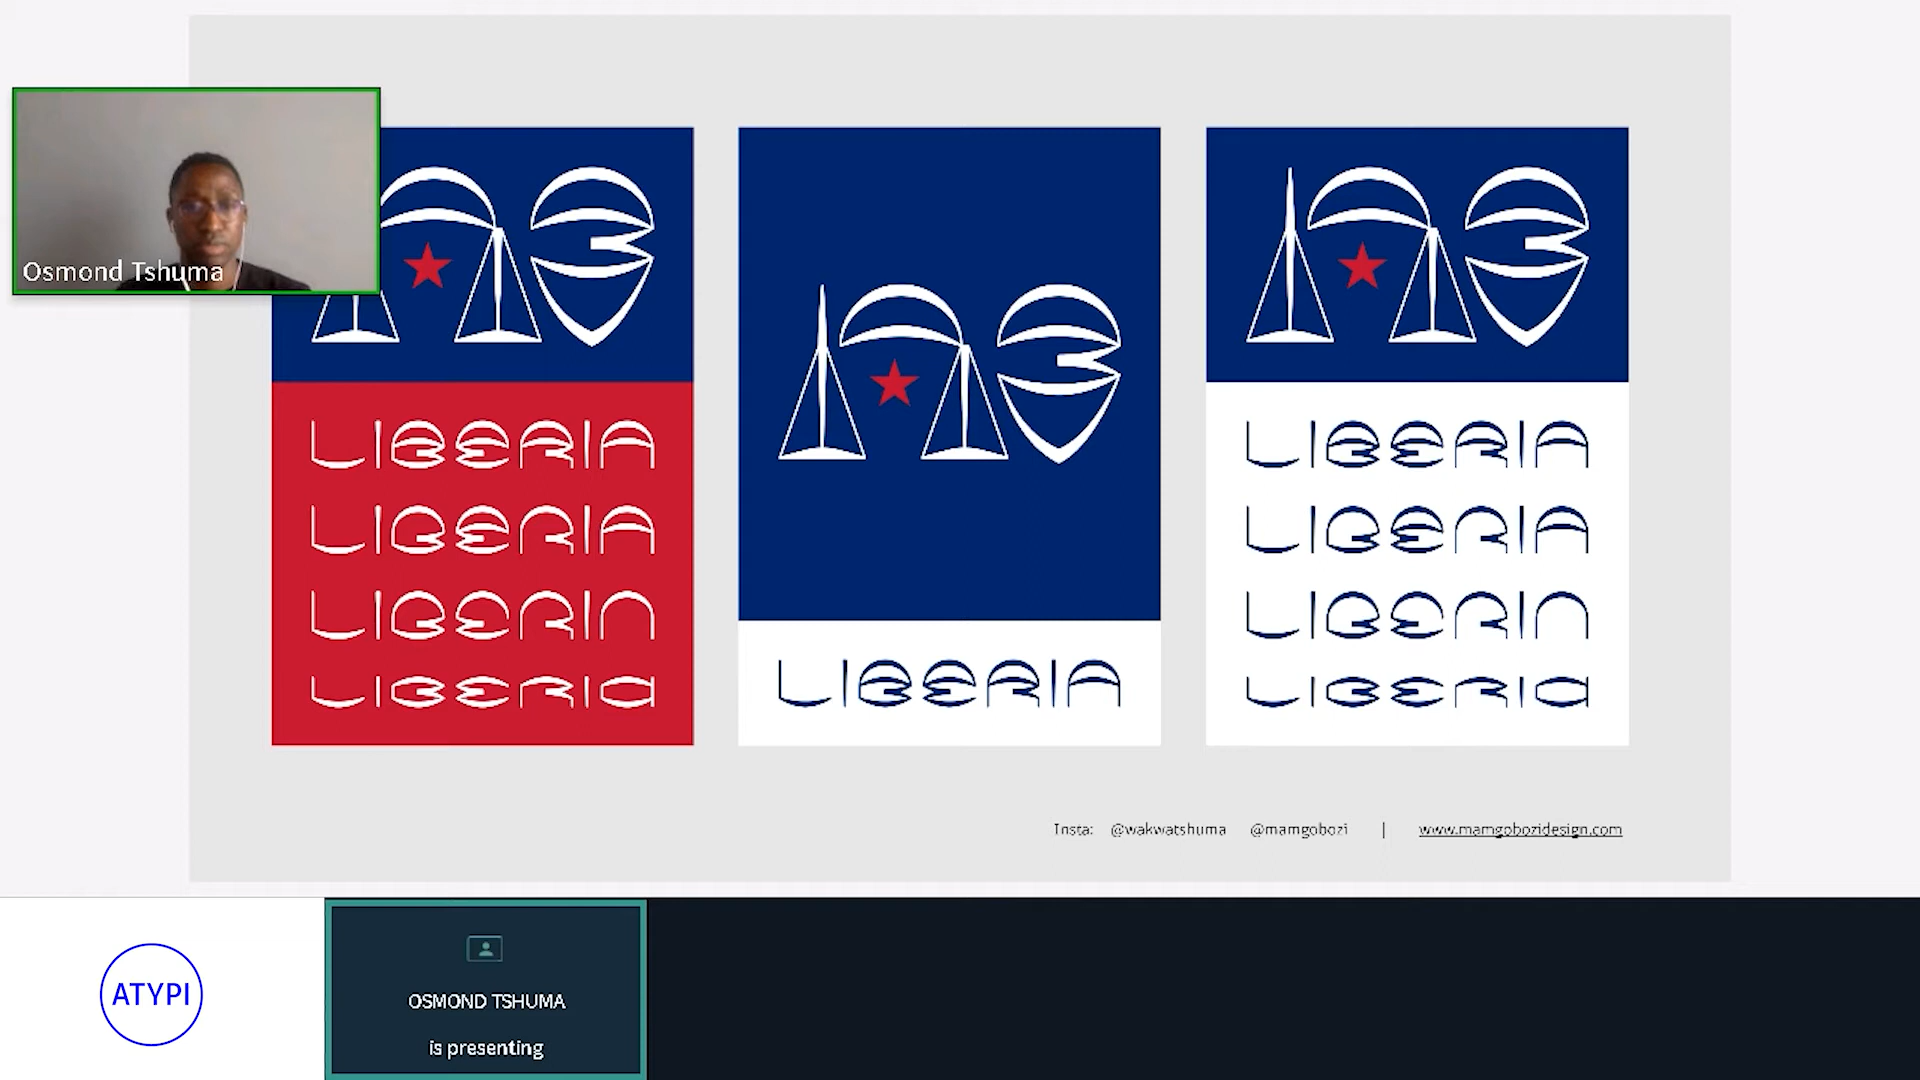 Osmond Tshuma
LIBERIA
LIBERIA
LIBERIA
LIBERIA
LIBERIA
LIBERIA
LIBERIA
LIBERIA
LIBERIA
Insta: @wakwatshuma @mamgobozi | www.mamgobozidesign.com
ATYPI
OSMOND TSHUMA
is presenting